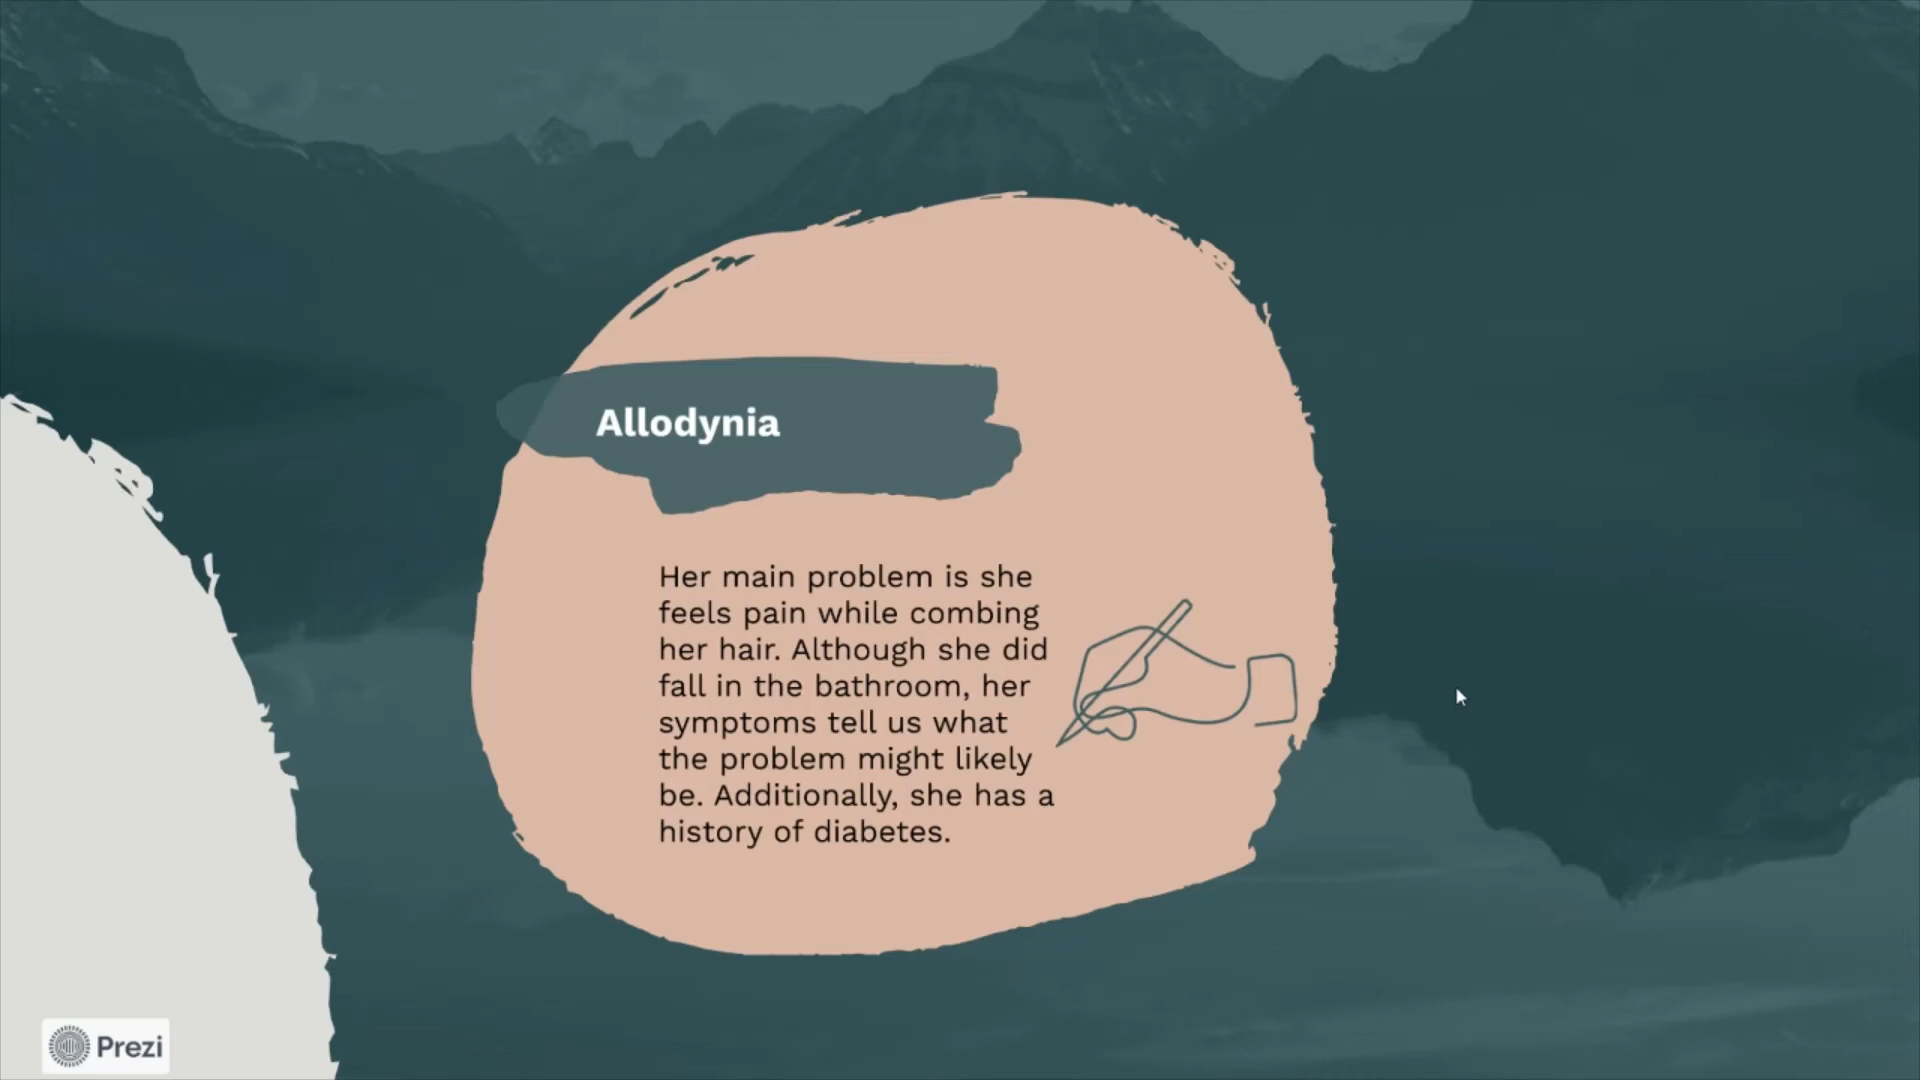 Allodynia
Her main problem is she
feels pain while combing
her hair. Although she did
fall in the bathroom, her
symptoms tell us what
the problem might likely
be. Additionally, she has a
history of diabetes.
Prezi